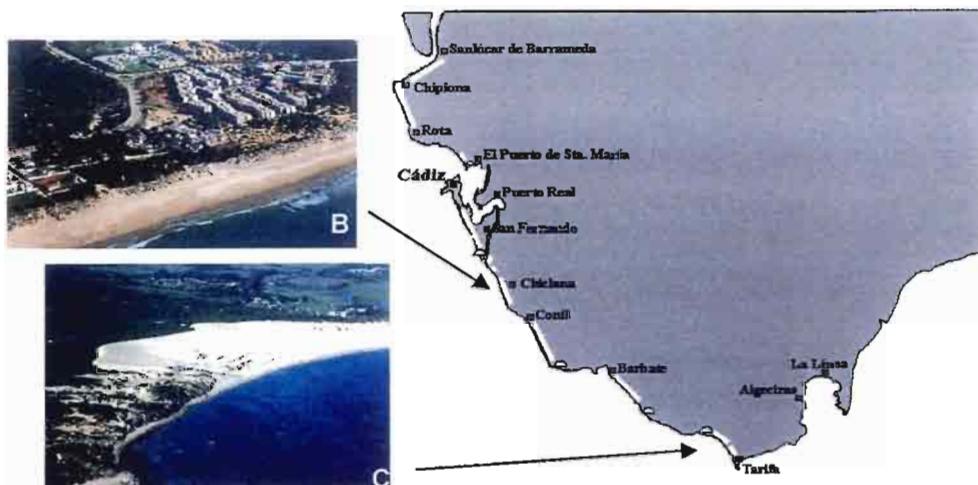 Sanlúcar de Barrameda
Chipiona
Rota
El Puerto de Sta. María
Cádiz
Puerto Real
San Fernando
B
Chiclana
Conil
Barbate
La Línea
Algeciras
C
Tarifa